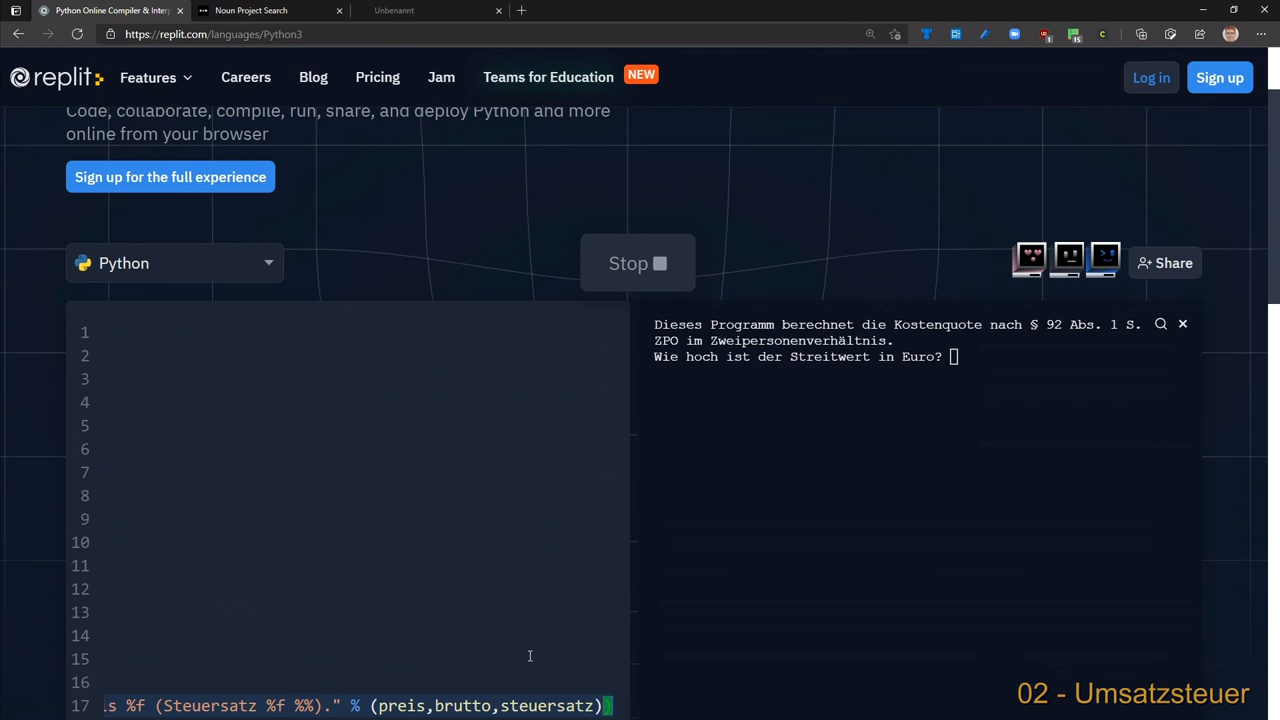 Python Online Compiler & Interp
Noun Project Search
Unbenannt
https://replit.com/languages/Python3
replit
Features
Careers
Blog
Pricing
Jam
Teams for Education
NEW
Log in
Sign up
Code, collaborate, compile, run, share, and deploy Python and more
online from your browser
Sign up for the full experience
Python
Stop
Share
Dieses Programm berechnet die Kostenquote nach § 92 Abs. 1 S.
ZPO im Zweipersonenverhältnis.
Wie hoch ist der Streitwert in Euro?
1
2
3
4
5
6
7
8
9
10
11
12
13
14
15
16
17 is %f (Steuersatz %f %%)." % (preis,brutto,steuersatz))
02 - Umsatzsteuer